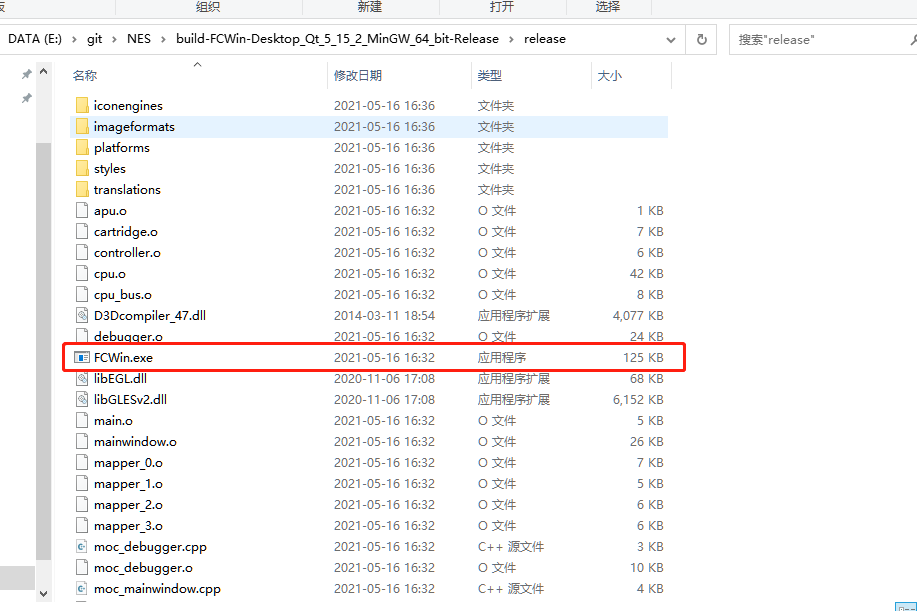 组织 新建 打开 选择
DATA (E:) › git › NES › build-FCWin-Desktop_Qt_5_15_2_MinGW_64_bit-Release › release 搜索"release"
名称 修改日期 类型 大小
iconengines 2021-05-16 16:36 文件夹
imageformats 2021-05-16 16:36 文件夹
platforms 2021-05-16 16:36 文件夹
styles 2021-05-16 16:36 文件夹
translations 2021-05-16 16:36 文件夹
apu.o 2021-05-16 16:32 O 文件 1 KB
cartridge.o 2021-05-16 16:32 O 文件 7 KB
controller.o 2021-05-16 16:32 O 文件 6 KB
cpu.o 2021-05-16 16:32 O 文件 42 KB
cpu_bus.o 2021-05-16 16:32 O 文件 8 KB
D3Dcompiler_47.dll 2014-03-11 18:54 应用程序扩展 4,077 KB
debugger.o 2021-05-16 16:32 O 文件 24 KB
FCWin.exe 2021-05-16 16:32 应用程序 125 KB
libEGL.dll 2020-11-06 17:08 应用程序扩展 68 KB
libGLESv2.dll 2020-11-06 17:08 应用程序扩展 6,152 KB
main.o 2021-05-16 16:32 O 文件 5 KB
mainwindow.o 2021-05-16 16:32 O 文件 26 KB
mapper_0.o 2021-05-16 16:32 O 文件 7 KB
mapper_1.o 2021-05-16 16:32 O 文件 5 KB
mapper_2.o 2021-05-16 16:32 O 文件 6 KB
mapper_3.o 2021-05-16 16:32 O 文件 6 KB
moc_debugger.cpp 2021-05-16 16:32 C++ 源文件 3 KB
moc_debugger.o 2021-05-16 16:32 O 文件 10 KB
moc_mainwindow.cpp 2021-05-16 16:32 C++ 源文件 4 KB